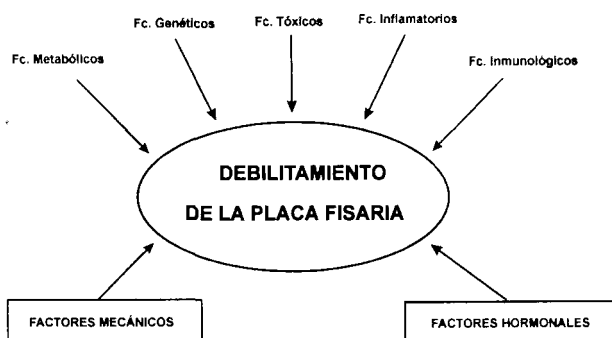 Fc. Genéticos
Fc. Tóxicos
Fc. Inflamatorios
Fc. Metabólicos
Fc. Inmunológicos
DEBILITAMIENTO
DE LA PLACA FISARIA
FACTORES MECÁNICOS
FACTORES HORMONALES